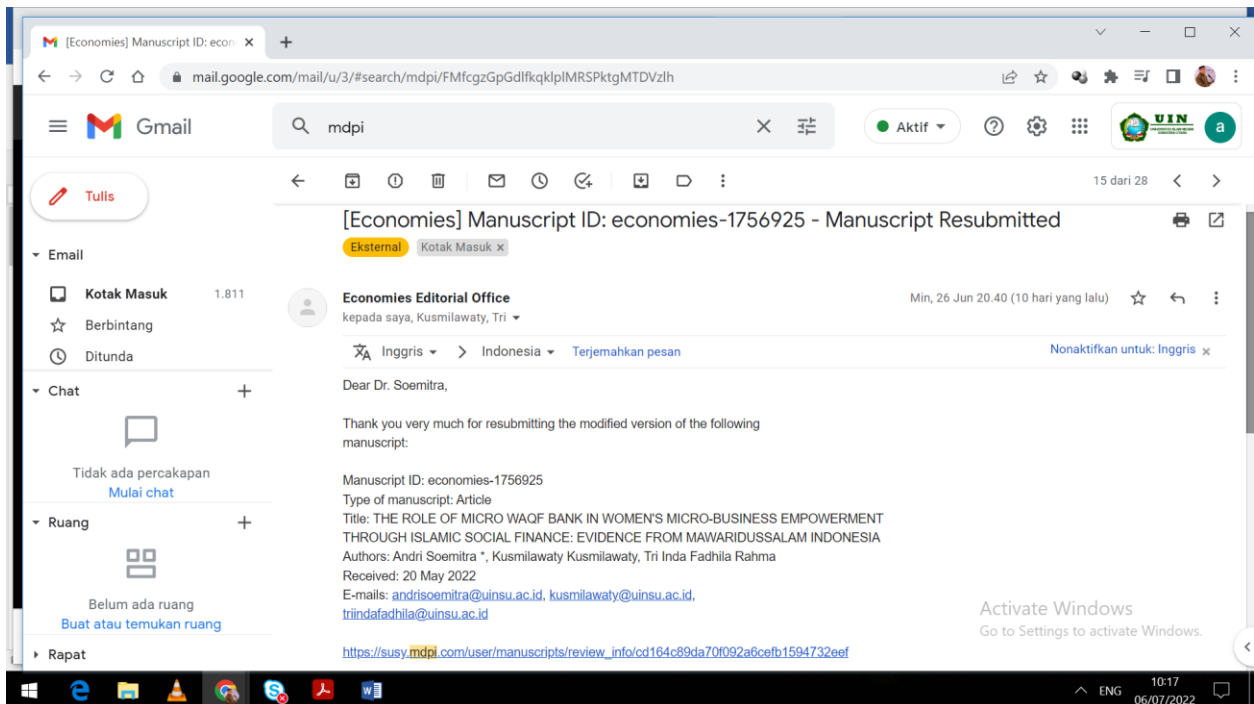 [Economies] Manuscript ID: econ
mail.google.com/mail/u/3/#search/mdpi/FMfcgzGpGdlfkqklplMRSPktgMTDVzlh
Gmail
mdpi
Aktif
UIN
a
Tulis
15 dari 28
[Economies] Manuscript ID: economies-1756925 - Manuscript Resubmitted
Eksternal Kotak Masuk x
Email
Kotak Masuk 1.811
Berbintang
Ditunda
Economies Editorial Office
Min, 26 Jun 20.40 (10 hari yang lalu)
kepada saya, Kusmilawaty, Tri
Inggris > Indonesia Terjemahkan pesan
Nonaktifkan untuk: Inggris x
Chat
Tidak ada percakapan
Mulai chat
Ruang
Belum ada ruang
Buat atau temukan ruang
Rapat
Dear Dr. Soemitra,
Thank you very much for resubmitting the modified version of the following
manuscript:
Manuscript ID: economies-1756925
Type of manuscript: Article
Title: THE ROLE OF MICRO WAQF BANK IN WOMEN'S MICRO-BUSINESS EMPOWERMENT
THROUGH ISLAMIC SOCIAL FINANCE: EVIDENCE FROM MAWARIDUSSALAM INDONESIA
Authors: Andri Soemitra *, Kusmilawaty Kusmilawaty, Tri Inda Fadhila Rahma
Received: 20 May 2022
E-mails: andrisoemitra@uinsu.ac.id, kusmilawaty@uinsu.ac.id,
triindafadhila@uinsu.ac.id
https://susy.mdpi.com/user/manuscripts/review_info/cd164c89da70f092a6cefb1594732eef
Activate Windows
Go to Settings to activate Windows.
ENG
10:17
06/07/2022